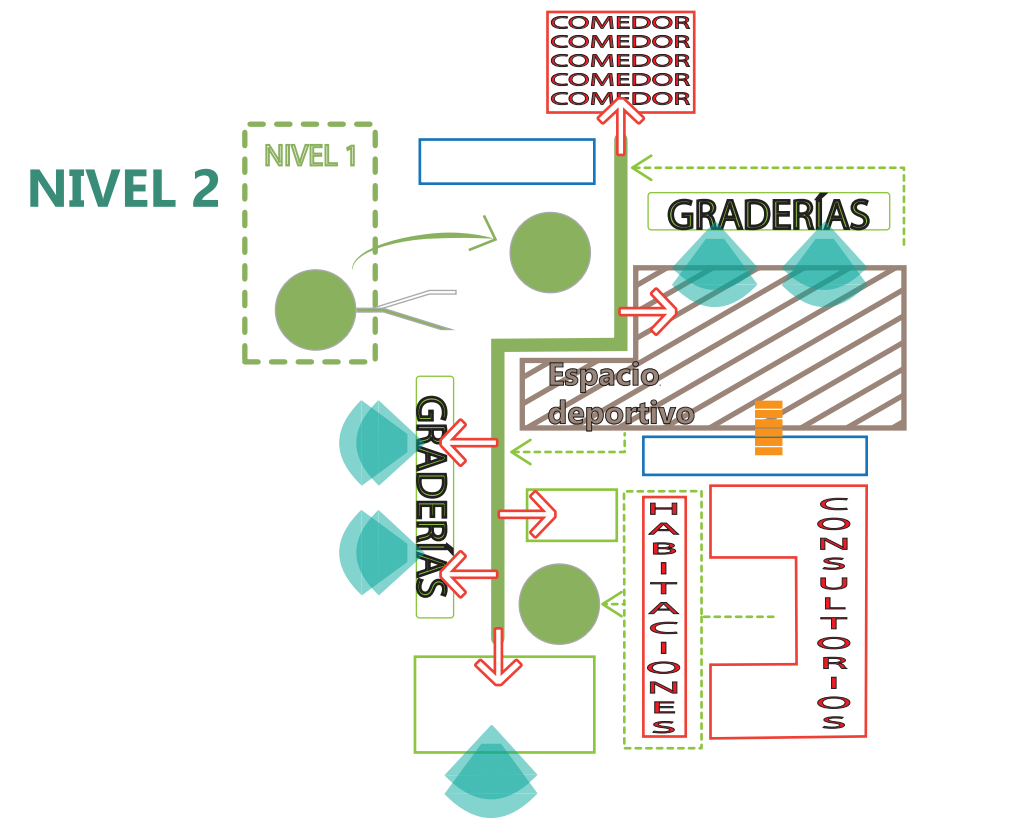 COMEDOR
COMEDOR
COMEDOR
COMEDOR
COMEDOR
NIVEL 1
NIVEL 2
GRADERÍAS
Espacio
deportivo
GRADERÍAS
HABITACIONES
CONSULTORIOS